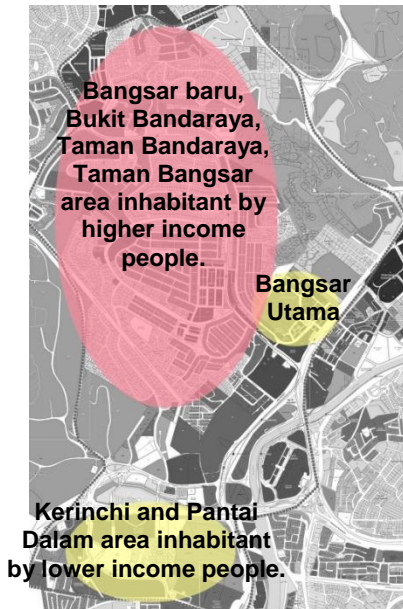 Bangsar baru,
Bukit Bandaraya,
Taman Bandaraya,
Taman Bangsar
area inhabitant by
higher income
people.
Bangsar
Utama
Kerinchi and Pantai
Dalam area inhabitant
by lower income people.